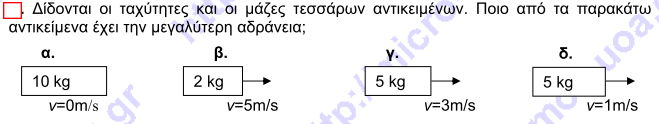 . Δίδονται οι ταχύτητες και οι μάζες τεσσάρων αντικειμένων. Ποιο από τα παρακάτω
αντικείμενα έχει την μεγαλύτερη αδράνεια;
α. β. γ. δ.
10 kg 2 kg 5 kg 5 kg
v=0m/s v=5m/s v=3m/s v=1m/s